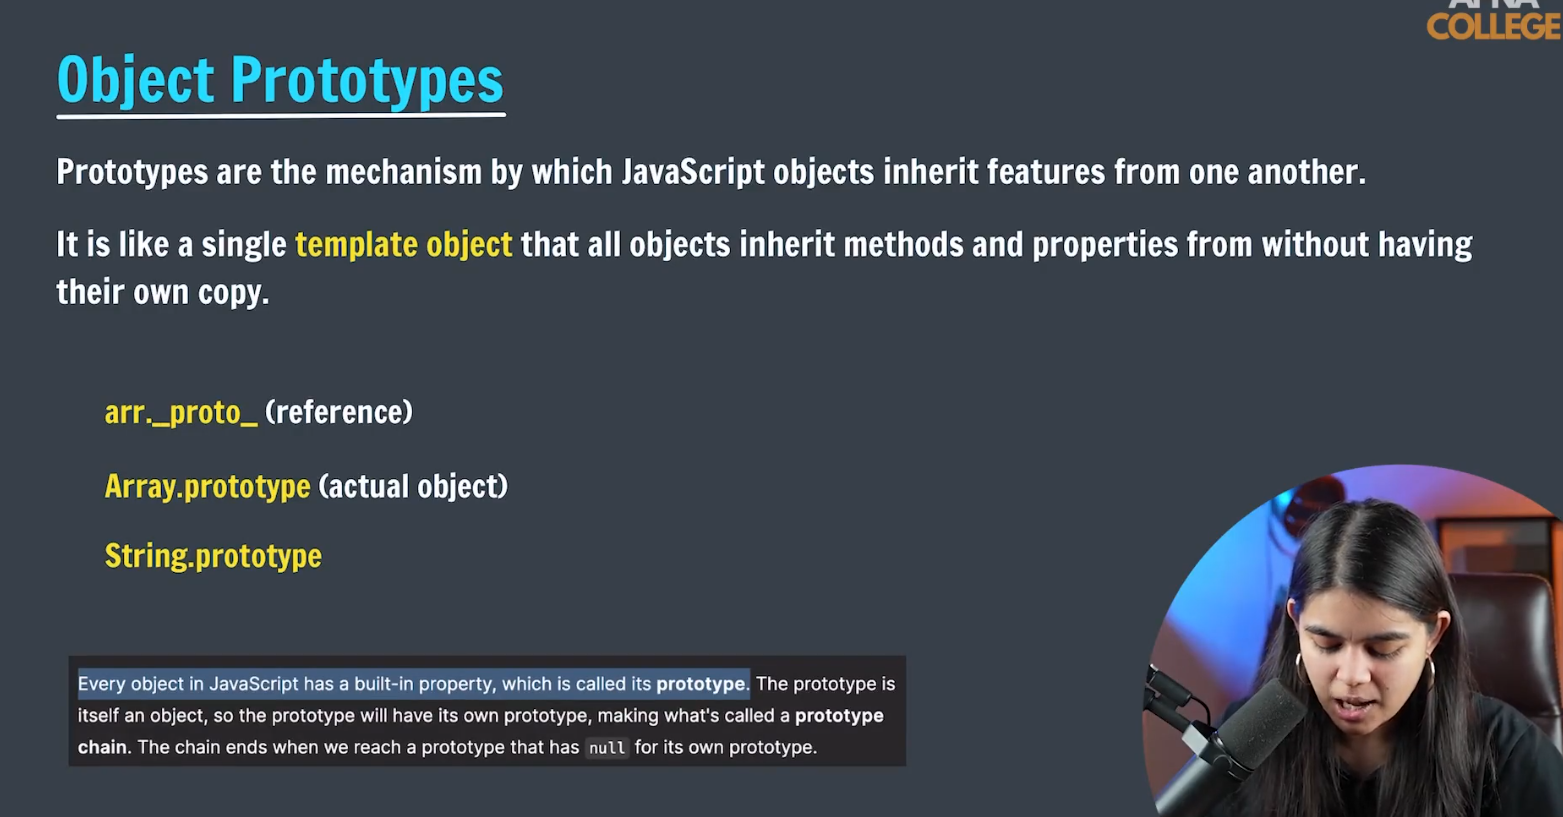 COLLEGE
Object Prototypes
Prototypes are the mechanism by which JavaScript objects inherit features from one another.
It is like a single template object that all objects inherit methods and properties from without having
their own copy.
arr.__proto_ (reference)
Array.prototype (actual object)
String.prototype
Every object in JavaScript has a built-in property, which is called its prototype. The prototype is
itself an object, so the prototype will have its own prototype, making what's called a prototype
chain. The chain ends when we reach a prototype that has null for its own prototype.